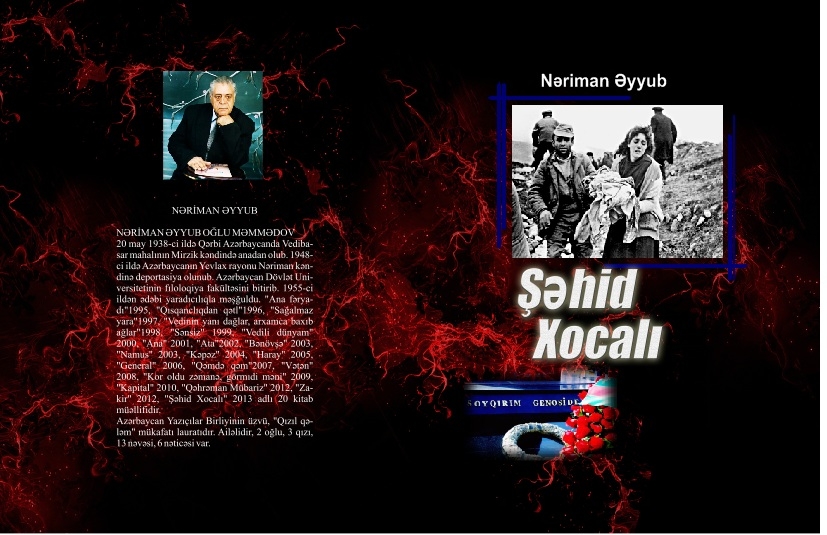 NƏRİMAN ƏYYUB
NƏRİMAN ƏYYUB OĞLU MƏMMƏDOV
20 may 1938-ci ildə Qərbi Azərbaycanda Vediba-
sar mahalının Mirzik kəndində anadan olub. 1948-
ci ildə Azərbaycanın Yevlax rayonu Nəriman kən-
dinə deportasiya olunub. Azərbaycan Dövlət Uni-
versitetinin filologiya fakültəsini bitirib. 1955-ci
ildən ədəbi yaradıcılıqla məşğuldu. "Ana fərya-
dı"1995, "Qısqanclıqdan qətl"1996, "Sağalmaz
yara"1997, "Vedinin yanı dağlar, arxamca baxıb
ağlar"1998, "Sənsiz" 1999, "Vedili dünyam"
2000, "Ana" 2001, "Ata"2002, "Bənövşə" 2003,
"Namus" 2003, "Kəpəz" 2004, "Haray" 2005,
"General" 2006, "Qəmdə qəm"2007, "Vətən"
2008, "Kor oldu zəmanə, görmədi məni" 2009,
"Kapital" 2010, "Qəhrəman Mübariz" 2012, "Za-
kir" 2012, "Şəhid Xocalı" 2013 adlı 20 kitab
müəllifidir.
Azərbaycan Yazıçılar Birliyinin üzvü, "Qızıl qə-
ləm" mükafatı lauratıdır. Ailəlidir, 2 oğlu, 3 qızı,
13 nəvəsi, 6 nəticəsi var.
Nəriman Əyyub
Şəhid
Xocalı
SOYQIRIM GENOSİDE